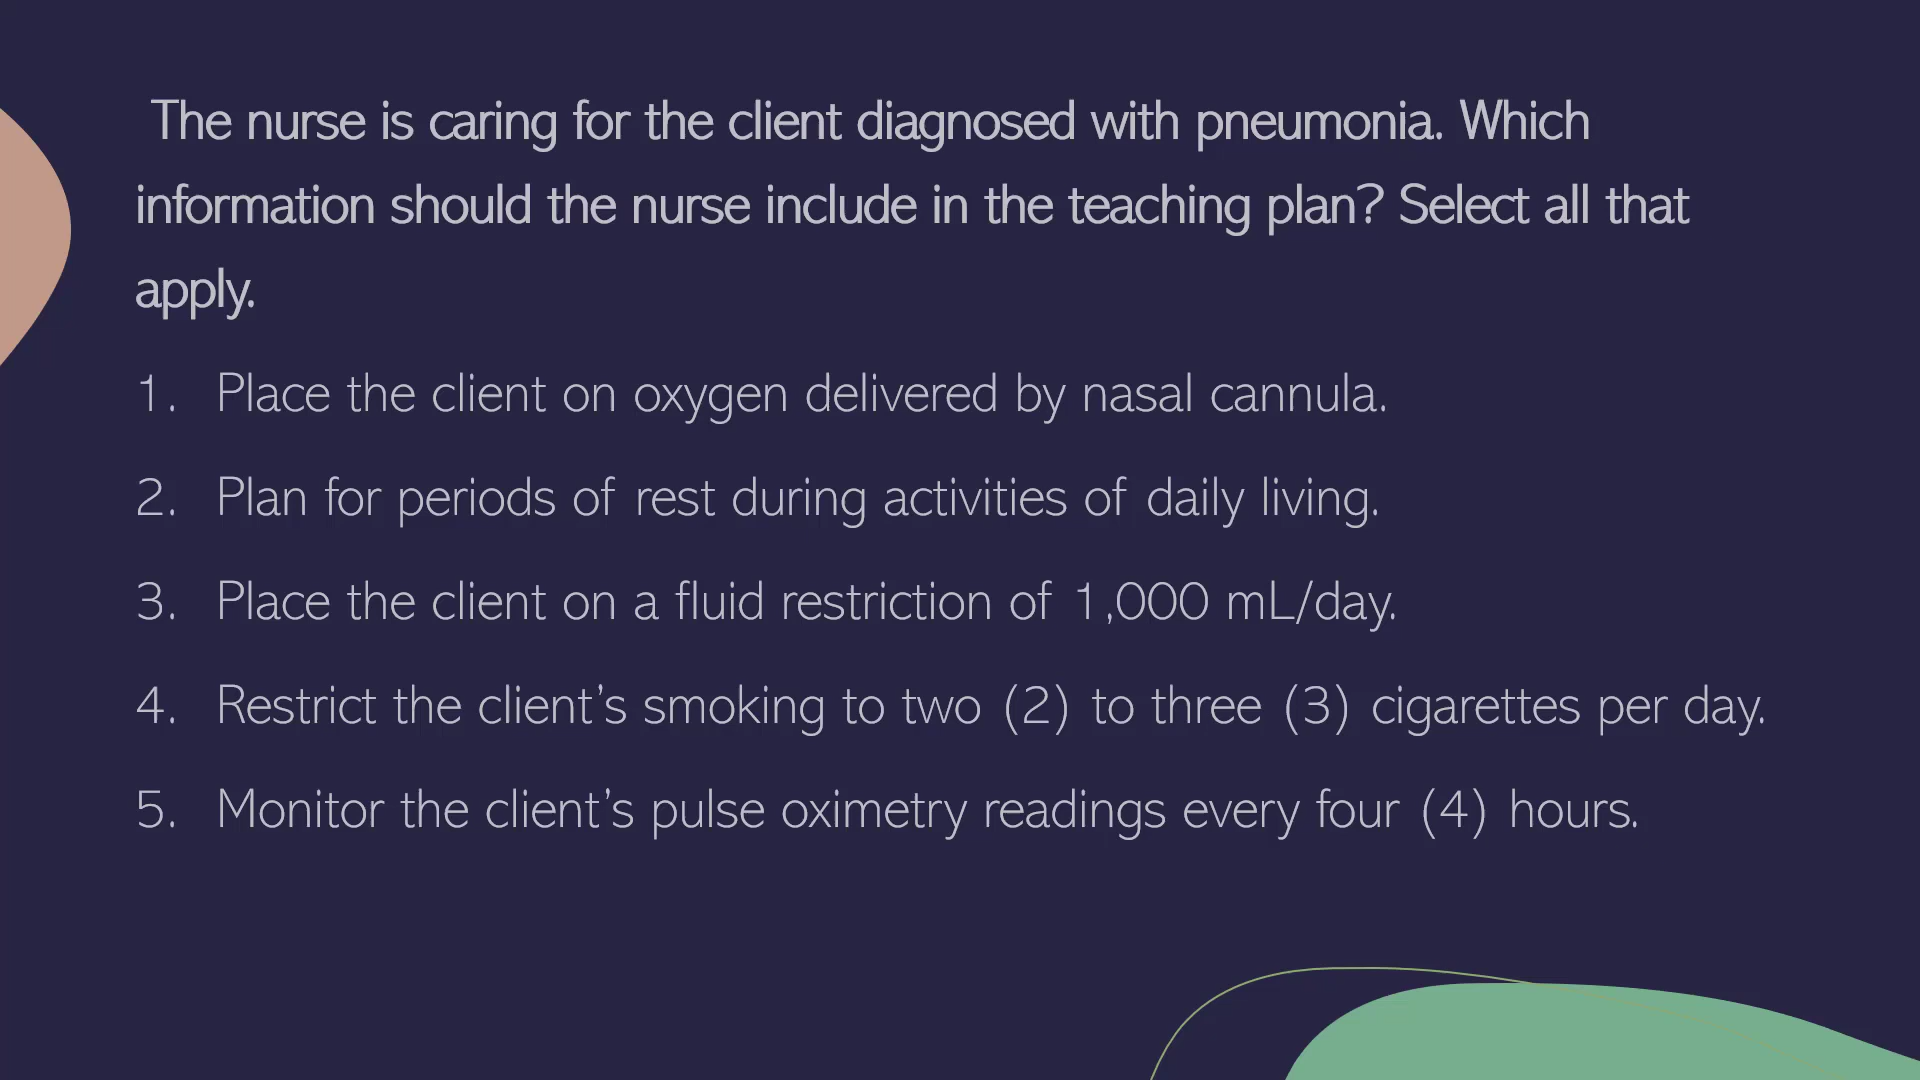 The nurse is caring for the client diagnosed with pneumonia. Which
information should the nurse include in the teaching plan? Select all that
apply.
1. Place the client on oxygen delivered by nasal cannula.
2. Plan for periods of rest during activities of daily living.
3. Place the client on a fluid restriction of 1,000 mL/day.
4. Restrict the client’s smoking to two (2) to three (3) cigarettes per day.
5. Monitor the client’s pulse oximetry readings every four (4) hours.